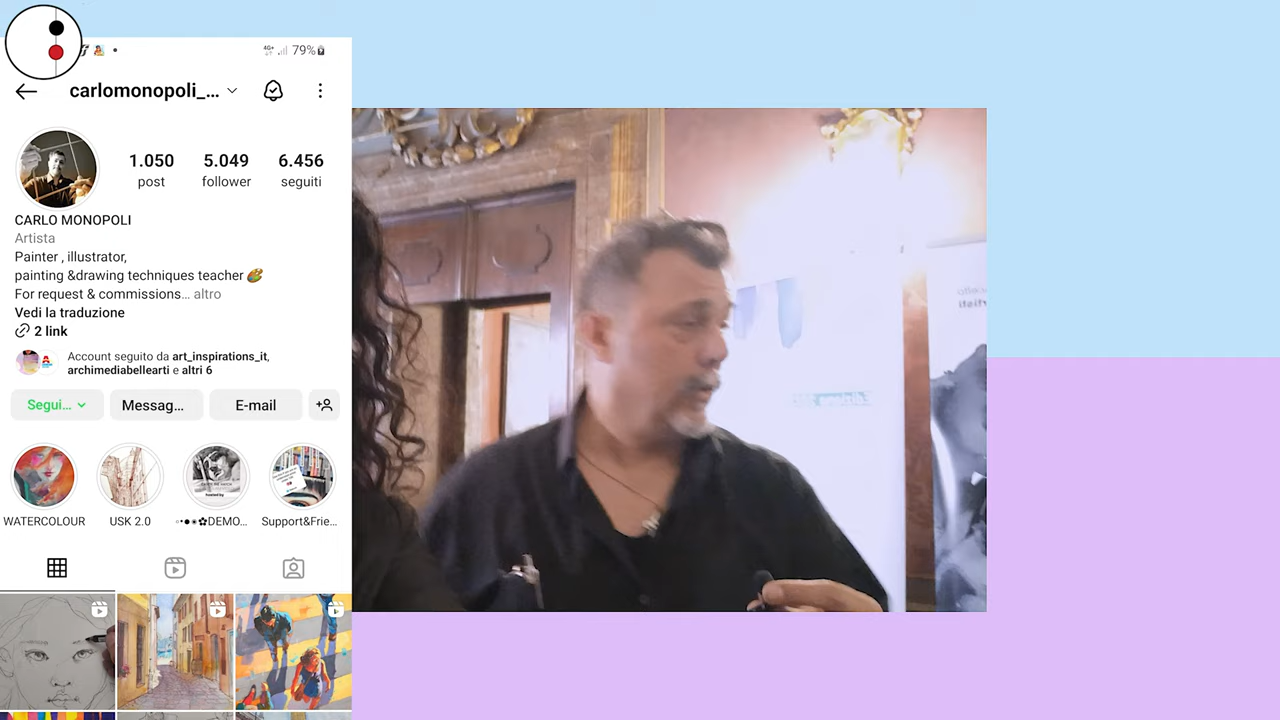 79%
carlomonopoli_...
1.050 5.049 6.456
post follower seguiti
CARLO MONOPOLI
Artista
Painter , illustrator,
painting &drawing techniques teacher 🎨
For request & commissions... altro
Vedi la traduzione
2 link
Account seguito da art_inspirations_it,
archimediabellearti e altri 6
Segui... Messag... E-mail
WATERCOLOUR USK 2.0 DEMO... Support&Frie...